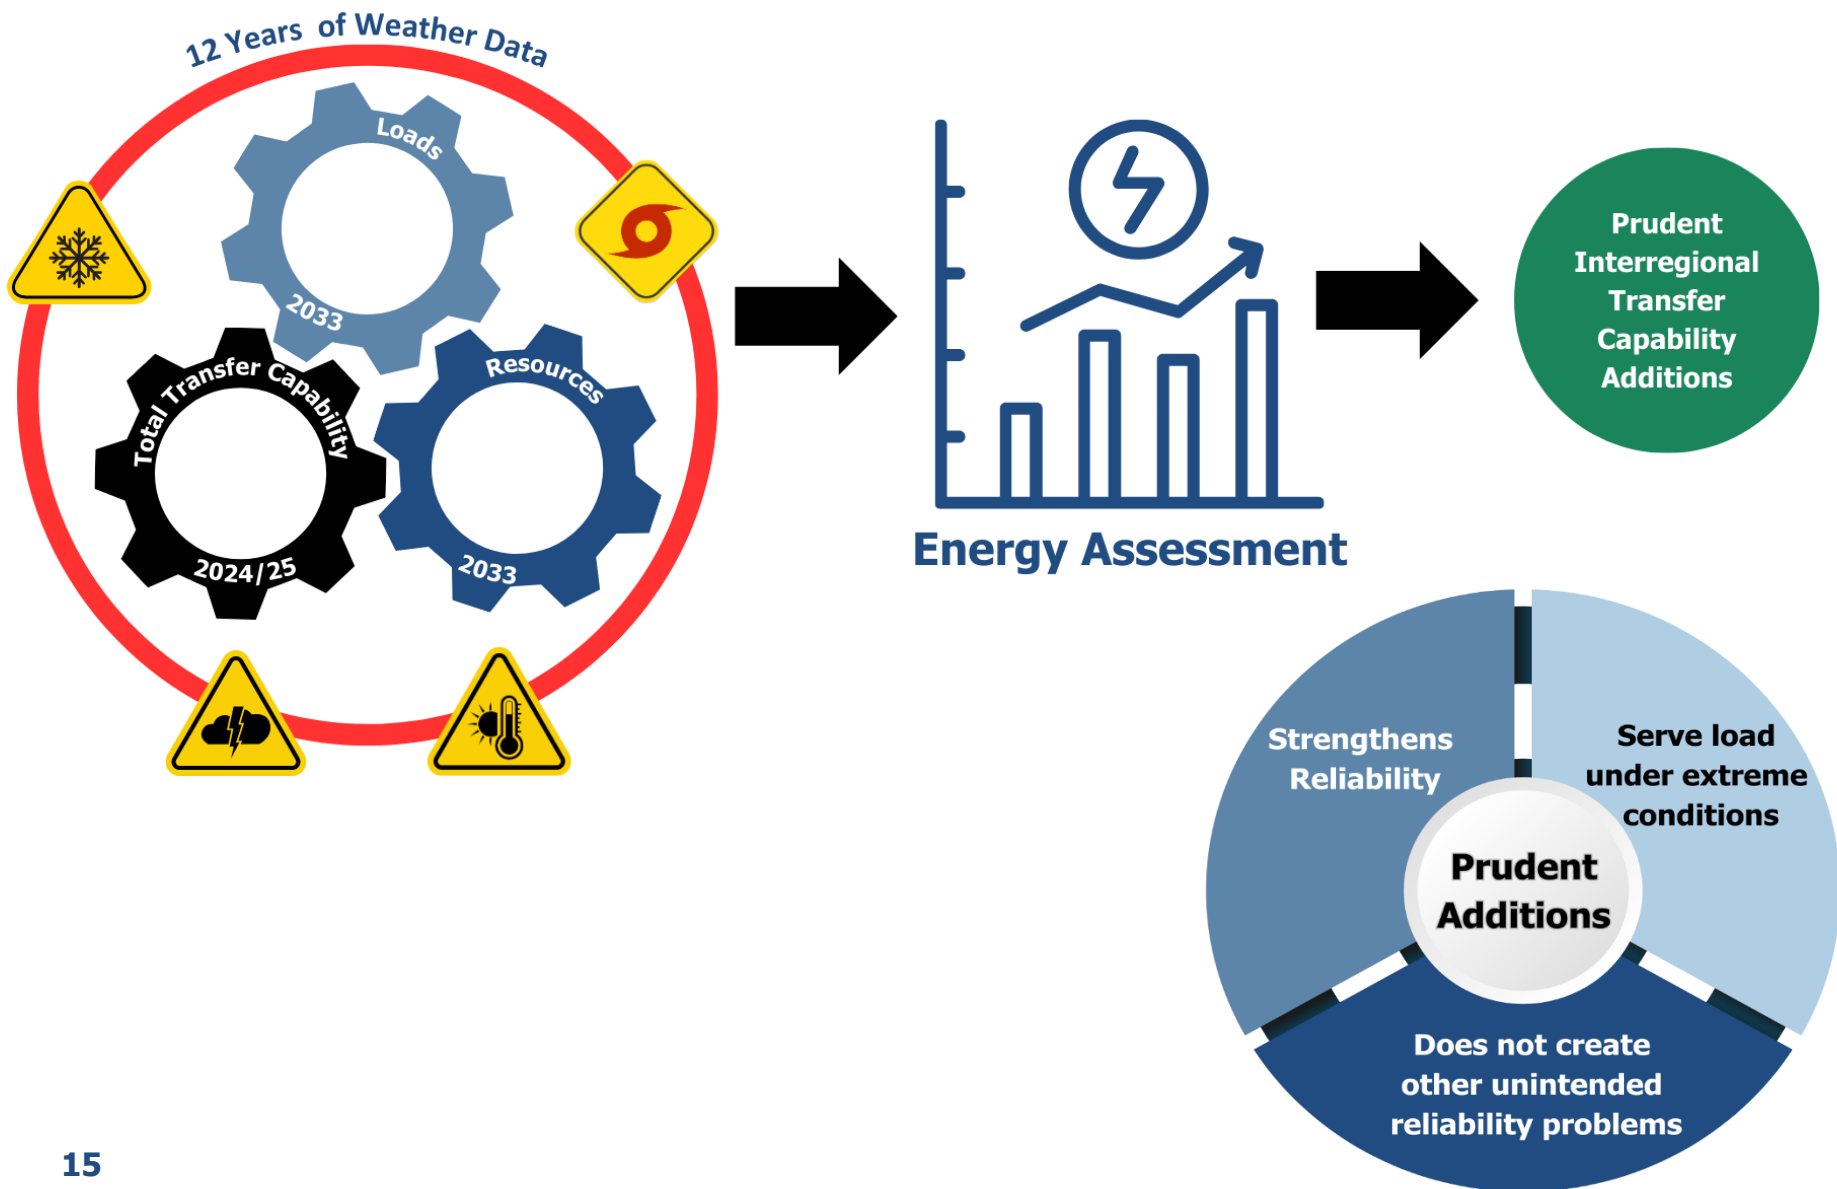 12 Years of Weather Data
Loads
2033
Total Transfer Capability
2024/25
Resources
2033
Energy Assessment
Prudent
Interregional
Transfer
Capability
Additions
Strengthens
Reliability
Serve load
under extreme
conditions
Prudent
Additions
Does not create
other unintended
reliability problems
15